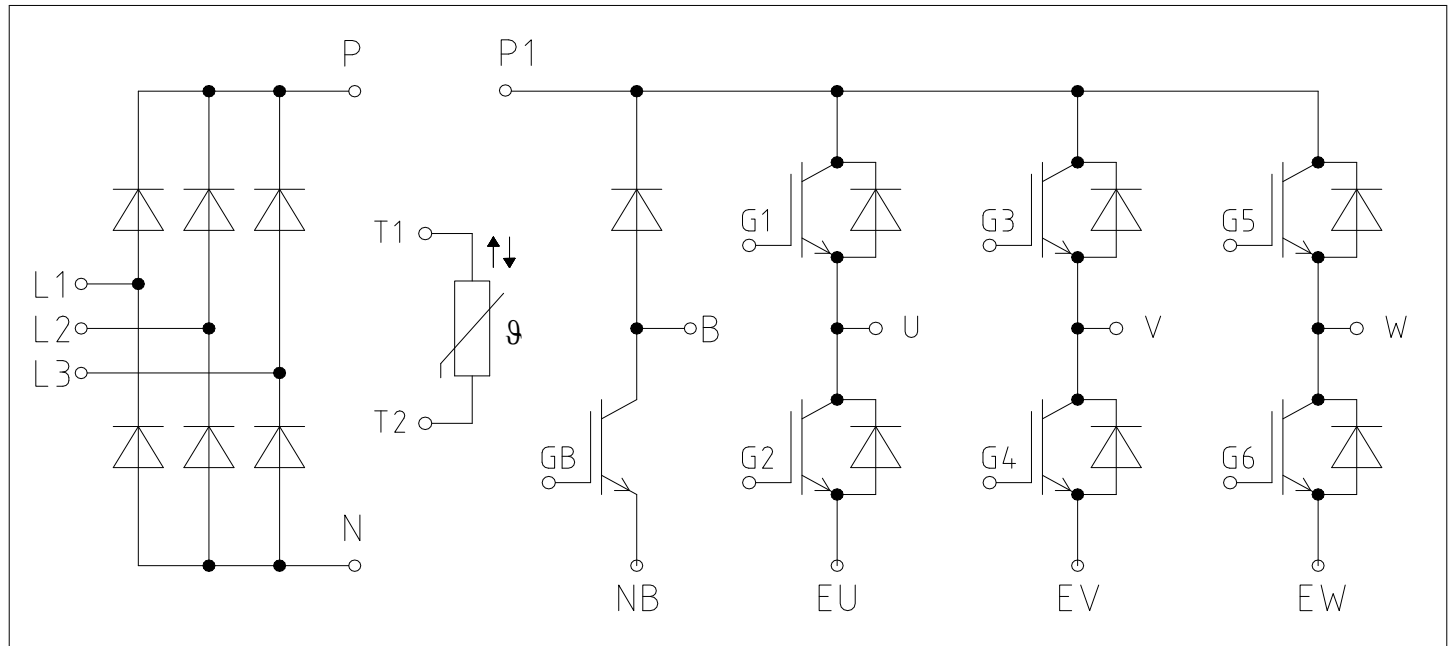 P P1
T1 G1 G3 G5
L1
L2 B U V W
L3
T2 GB G2 G4 G6
ϑ
N
NB EU EV EW